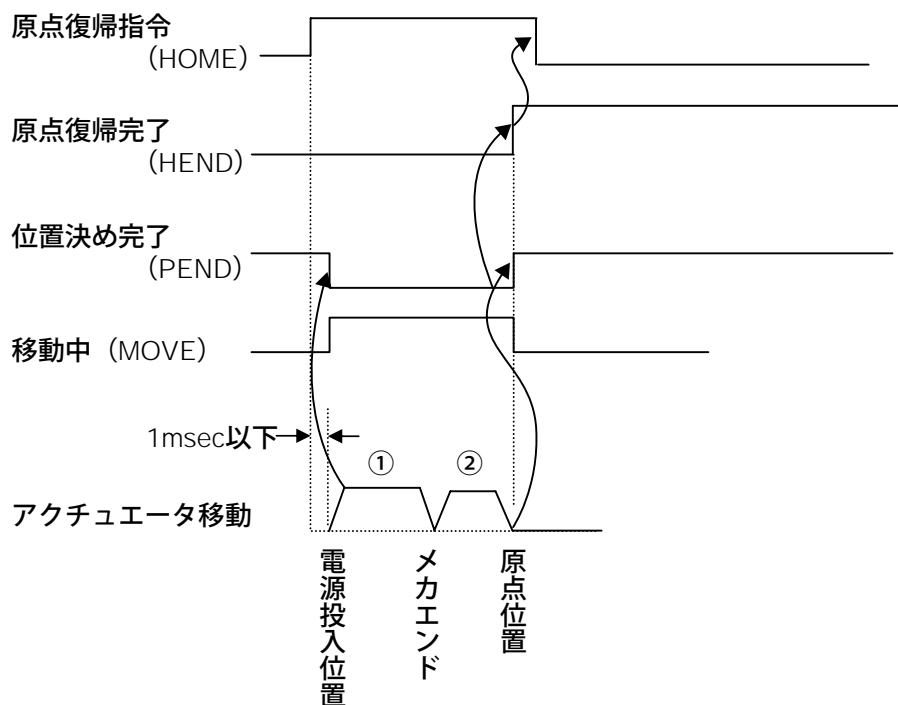 原点復帰指令
（HOME）
原点復帰完了
（HEND）
位置決め完了
（PEND）
移動中（MOVE）
1msec以下
① ②
アクチュエータ移動
電源投入位置
メカエンド
原点位置